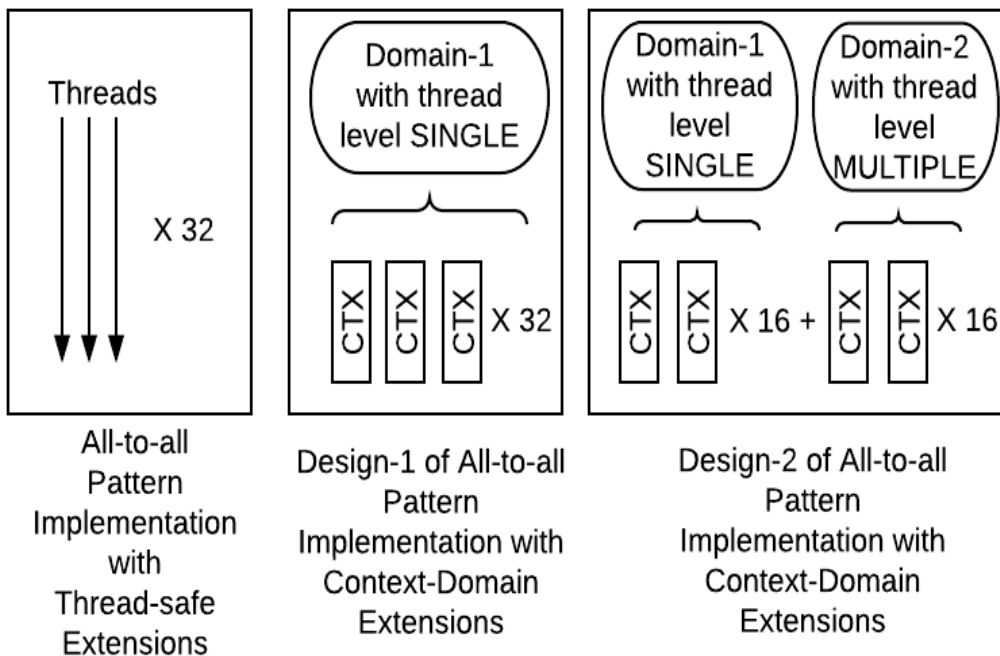 Threads
X 32
All-to-all
Pattern
Implementation
with
Thread-safe
Extensions
Domain-1
with thread
level SINGLE
CTX
CTX
CTX
X 32
Design-1 of All-to-all
Pattern
Implementation with
Context-Domain
Extensions
Domain-1
with thread
level
SINGLE
Domain-2
with thread
level
MULTIPLE
CTX
CTX
X 16 +
CTX
CTX
X 16
Design-2 of All-to-all
Pattern
Implementation with
Context-Domain
Extensions